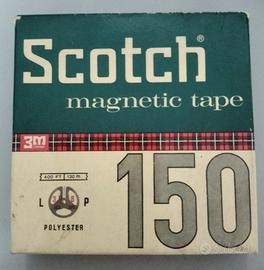 Scotch®
magnetic tape
3M
400 FT 120 m.
L P
POLYESTER
150